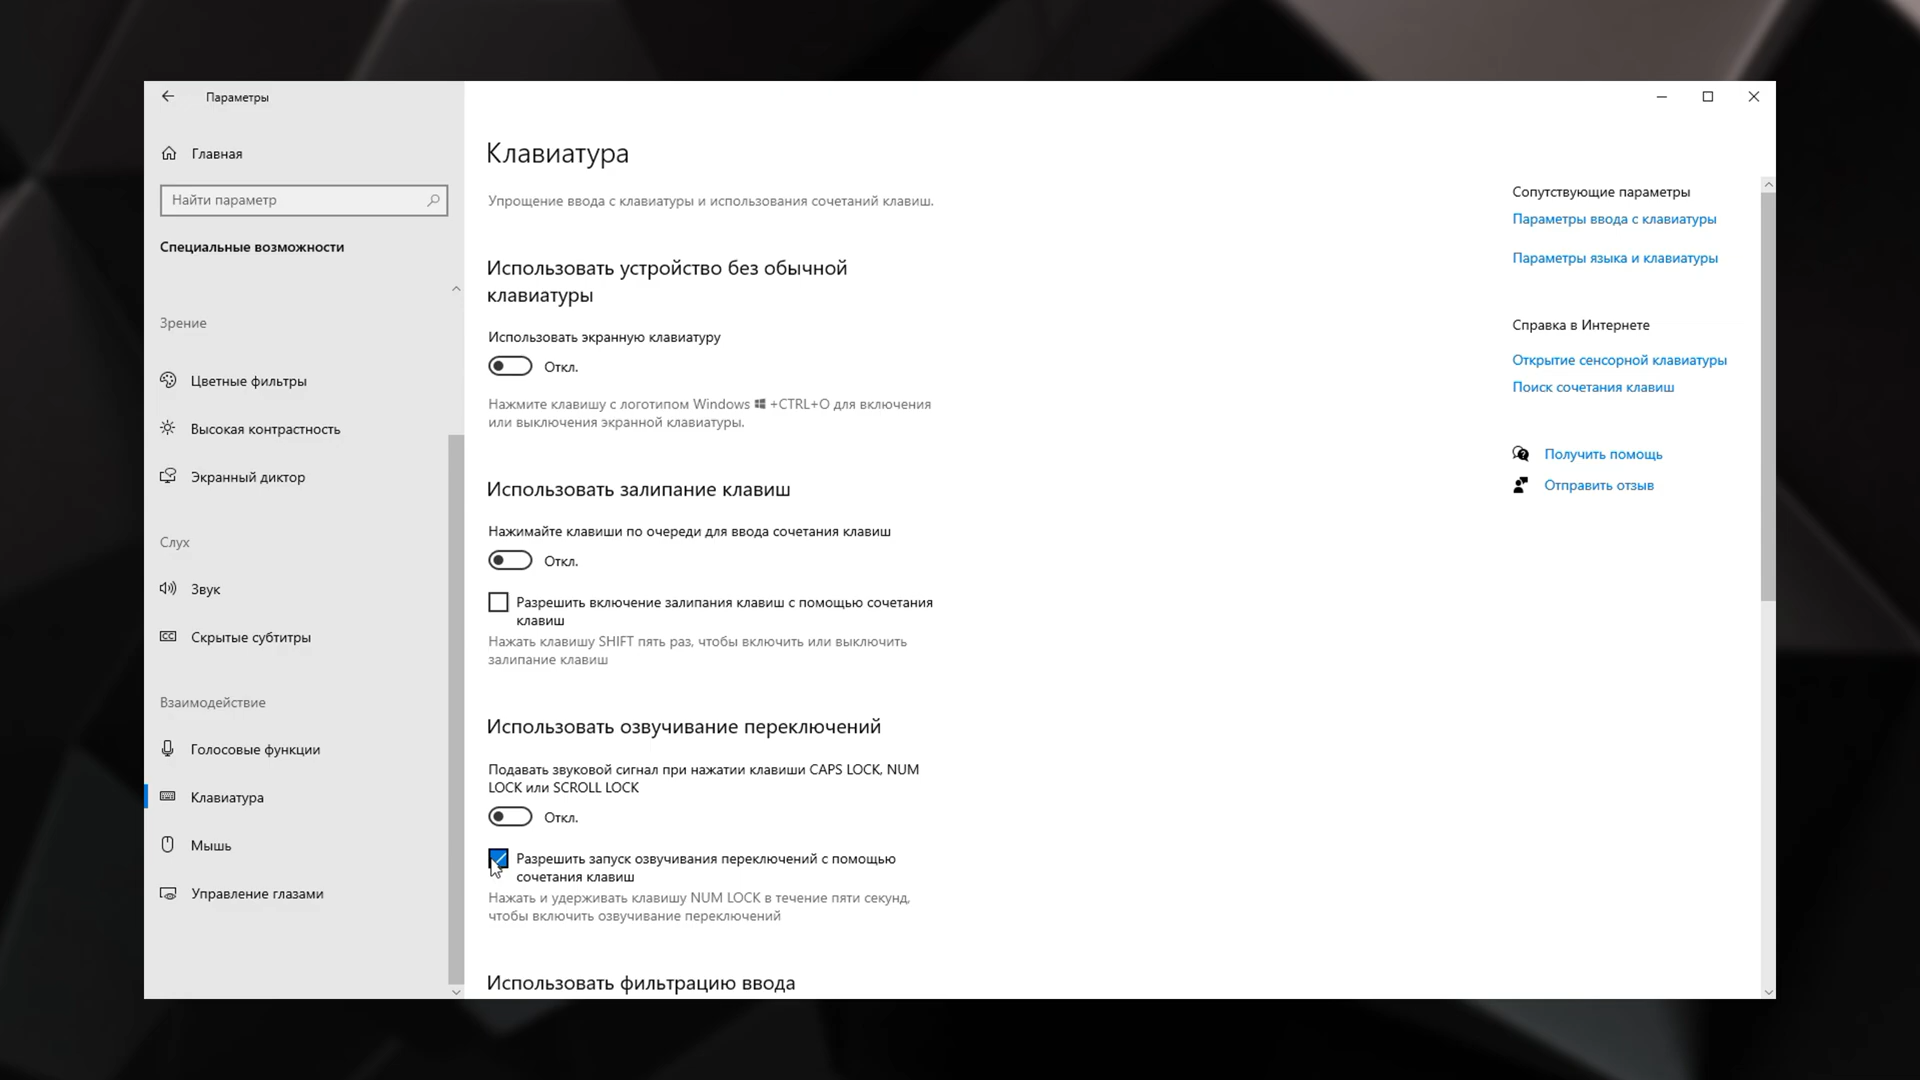 Параметры
Главная
Найти параметр
Специальные возможности
Зрение
Цветные фильтры
Высокая контрастность
Экранный диктор
Слух
Звук
Скрытые субтитры
Взаимодействие
Голосовые функции
Клавиатура
Мышь
Управление глазами
Клавиатура
Упрощение ввода с клавиатуры и использования сочетаний клавиш.
Использовать устройство без обычной
клавиатуры
Использовать экранную клавиатуру
Откл.
Нажмите клавишу с логотипом Windows +CTRL+O для включения
или выключения экранной клавиатуры.
Использовать залипание клавиш
Нажимайте клавиши по очереди для ввода сочетания клавиш
Откл.
Разрешить включение залипания клавиш с помощью сочетания
клавиш
Нажать клавишу SHIFT пять раз, чтобы включить или выключить
залипание клавиш
Использовать озвучивание переключений
Подавать звуковой сигнал при нажатии клавиши CAPS LOCK, NUM
LOCK или SCROLL LOCK
Откл.
Разрешить запуск озвучивания переключений с помощью
сочетания клавиш
Нажать и удерживать клавишу NUM LOCK в течение пяти секунд,
чтобы включить озвучивание переключений
Использовать фильтрацию ввода
Сопутствующие параметры
Параметры ввода с клавиатуры
Параметры языка и клавиатуры
Справка в Интернете
Открытие сенсорной клавиатуры
Поиск сочетания клавиш
Получить помощь
Отправить отзыв